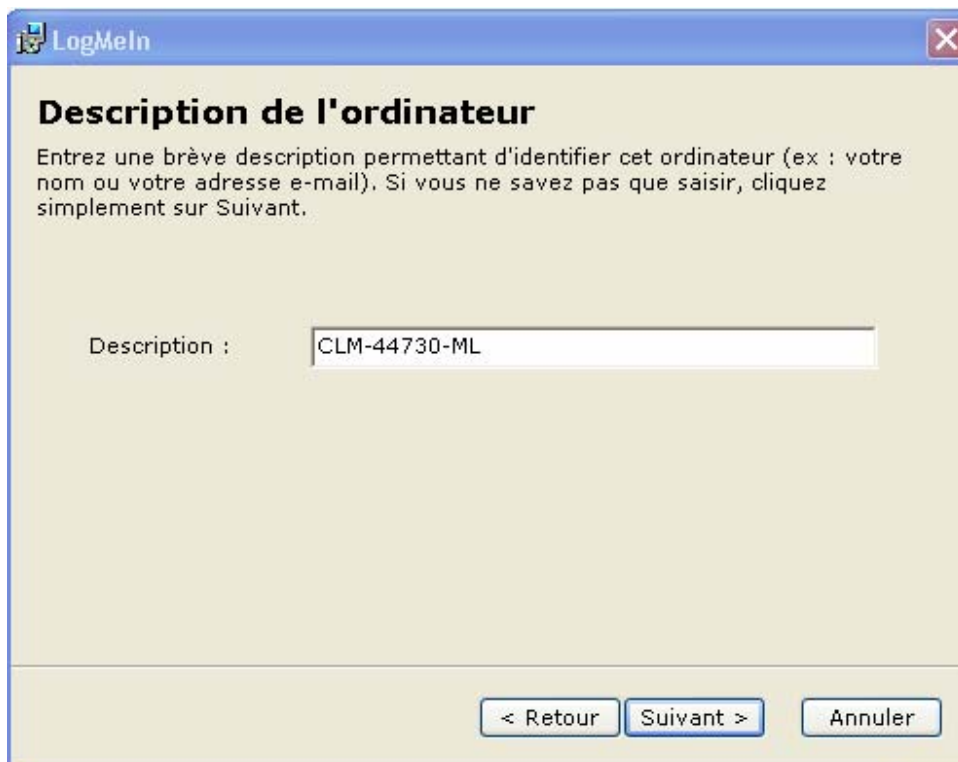 LogMeIn
Description de l'ordinateur
Entrez une brève description permettant d'identifier cet ordinateur (ex : votre
nom ou votre adresse e-mail). Si vous ne savez pas que saisir, cliquez
simplement sur Suivant.
Description : CLM-44730-ML
< Retour Suivant > Annuler